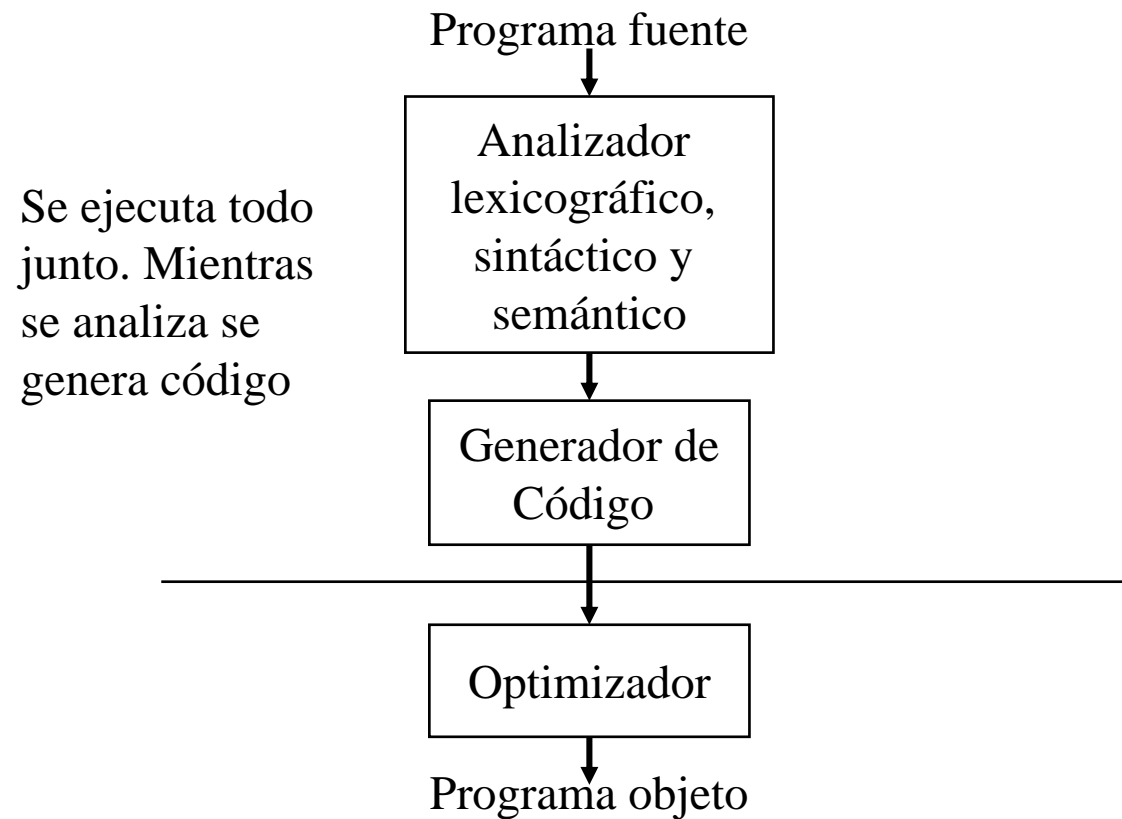 Programa fuente
Analizador
lexicográfico,
sintáctico y
semántico
Se ejecuta todo
junto. Mientras
se analiza se
genera código
Generador de
Código
Optimizador
Programa objeto